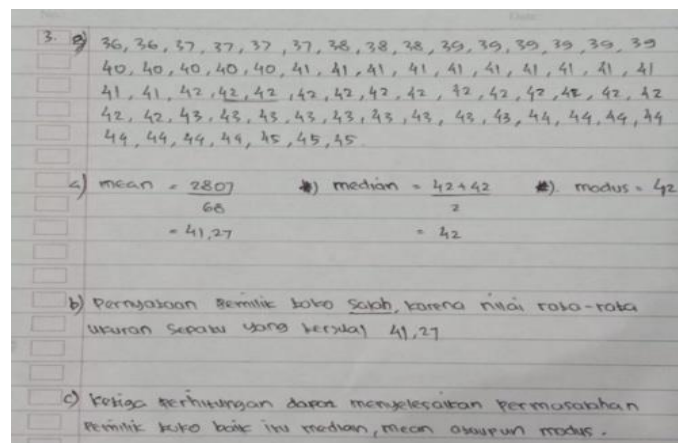 3. a) 36, 36, 37, 37, 37, 37, 38, 38, 38, 39, 39, 39, 39, 39, 39
40, 40, 40, 40, 40, 41, 41, 41, 41, 41, 41, 41, 41, 41, 41
41, 41, 42, 42, 42, 42, 42, 42, 42, 42, 42, 42, 42, 42, 42
42, 42, 43, 43, 43, 43, 43, 43, 43, 43, 43, 44, 44, 44, 44
44, 44, 44, 44, 45, 45, 45.
a) mean = 2807/68 *) median = 42+42/2 *). modus = 42
= 41,27 = 42
b) Pernyataan Pemilik toko salah, karena nilai rata-rata
ukuran sepatu yang terjual 41,27
c) Ketiga perhitungan dapat menyelesaikan permasalahan
pemilik toko baik itu median, mean ataupun modus.